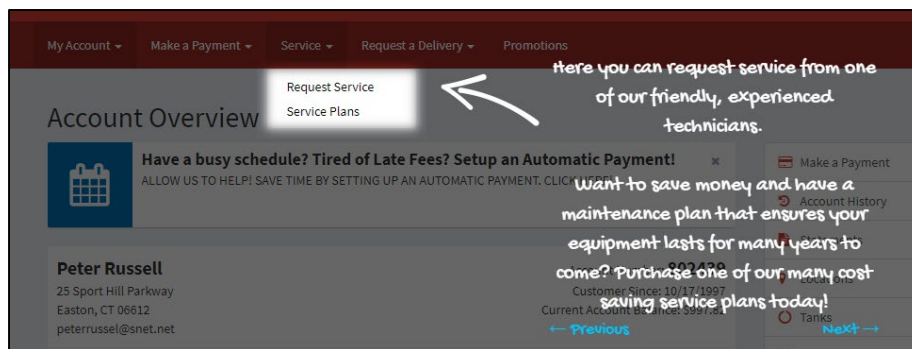 My Account Make a Payment Service Request a Delivery Promotions
Request Service
Service Plans
Here you can request service from one
of our friendly, experienced
technicians.
Account Overview
Have a busy schedule? Tired of Late Fees? Setup an Automatic Payment!
ALLOW US TO HELP! SAVE TIME BY SETTING UP AN AUTOMATIC PAYMENT. CLICK HERE
Make a Payment
Account History
Want to save money and have a
maintenance plan that ensures your
equipment lasts for many years to
come? Purchase one of our many cost
saving service plans today!
Peter Russell
25 Sport Hill Parkway
Easton, CT 06612
peterrussel@snet.net
802439
Customer Since: 10/17/1997
Current Account Balance: $997.82
Statements
Locations
Tanks
← Previous Next →